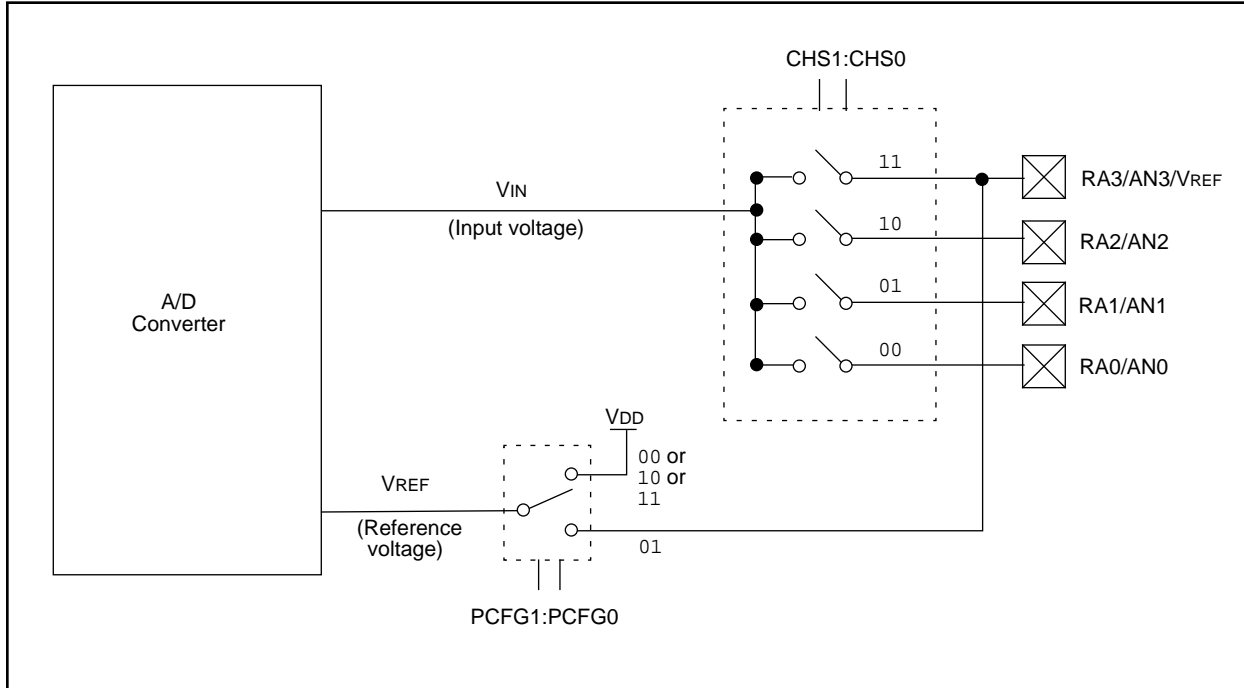 CHS1:CHS0
11
RA3/AN3/VREF
VIN
(Input voltage)
10
RA2/AN2
A/D
Converter
01
RA1/AN1
00
RA0/AN0
VDD
00 or
10 or
11
VREF
(Reference
voltage)
01
PCFG1:PCFG0